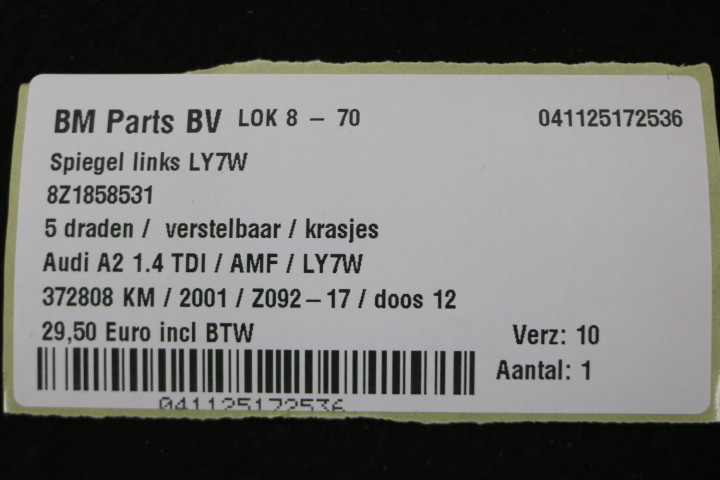 BM Parts BV LOK 8 – 70 041125172536
Spiegel links LY7W
8Z1858531
5 draden / verstelbaar / krasjes
Audi A2 1.4 TDI / AMF / LY7W
372808 KM / 2001 / Z092-17 / doos 12
29,50 Euro incl BTW Verz: 10
Aantal: 1
041125172536